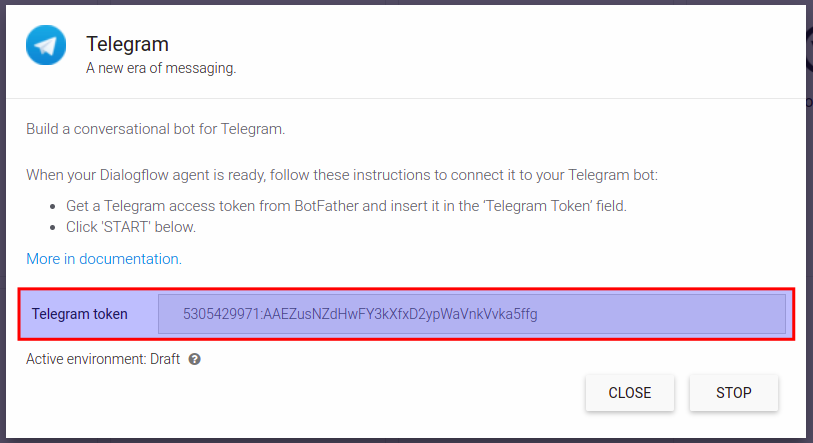 Telegram
A new era of messaging.
Build a conversational bot for Telegram.
When your Dialogflow agent is ready, follow these instructions to connect it to your Telegram bot:
• Get a Telegram access token from BotFather and insert it in the ‘Telegram Token’ field.
• Click 'START' below.
More in documentation.
Telegram token 5305429971:AAEZusNZdHwFY3kXfxD2ypWaVnkVvka5ffg
Active environment: Draft ?
CLOSE STOP